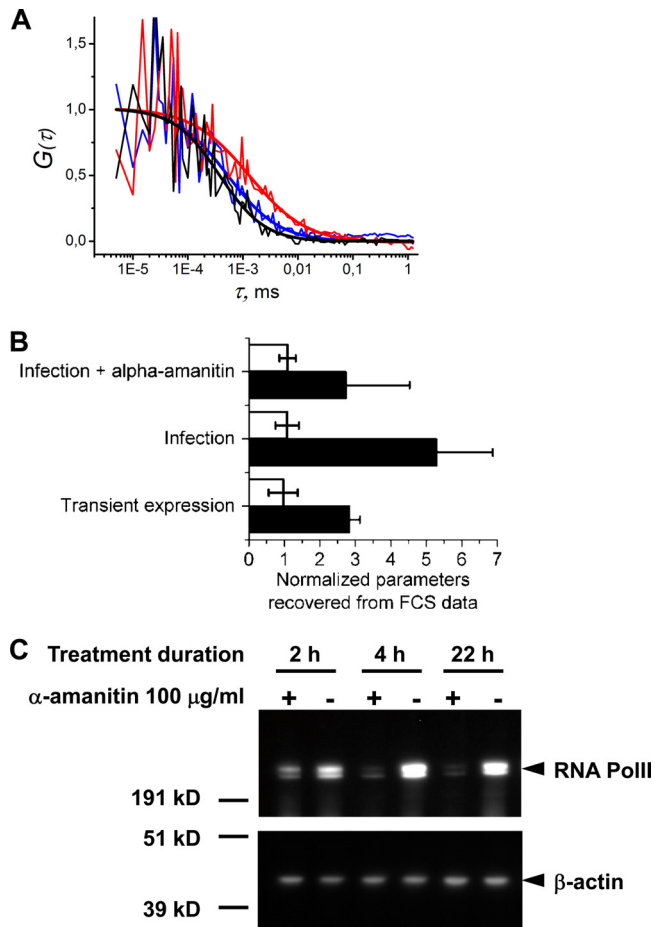 A
G(τ)
1,5
1,0
0,5
0,0
1E-5 1E-4 1E-3 0,01 0,1 1
τ, ms
B
Infection + alpha-amanitin
Infection
Transient expression
0 1 2 3 4 5 6 7
Normalized parameters
recovered from FCS data
C
Treatment duration 2 h 4 h 22 h
α-amanitin 100 μg/ml + - + - + -
RNA PolII
191 kD
51 kD
β-actin
39 kD